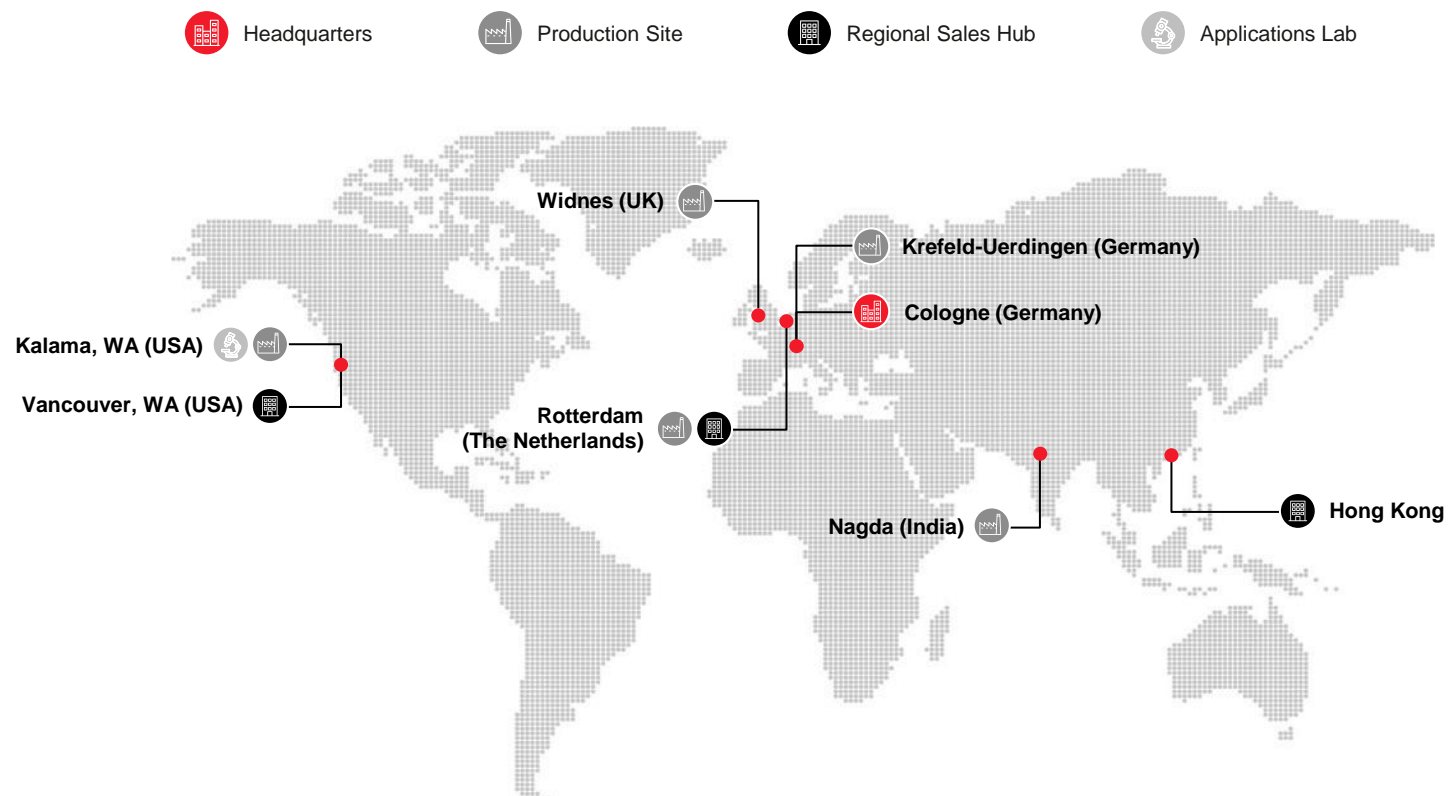 Headquarters
Production Site
Regional Sales Hub
Applications Lab
Widnes (UK)
Krefeld-Uerdingen (Germany)
Cologne (Germany)
Kalama, WA (USA)
Vancouver, WA (USA)
Rotterdam
(The Netherlands)
Nagda (India)
Hong Kong